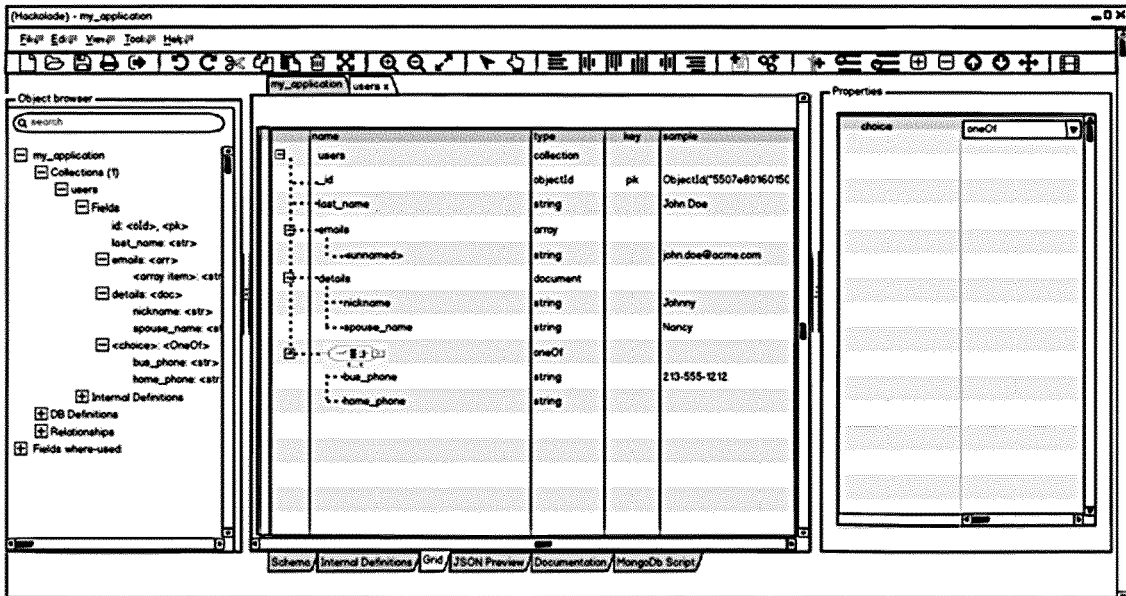 (Hackolade) - my_application
File Edit View Tools Help
my_application users x
Object browser
search
my_application
Collections (1)
users
Fields
id: <oId>, <pk>
last_name: <str>
emails: <arr>
<array item>: <str
details: <doc>
nickname: <str>
spouse_name: <st
<choice>: <OneOf>
bus_phone: <str>
home_phone: <str
Internal Definitions
DB Definitions
Relationships
Fields where-used
name type key sample
users collection
_id objectId pk ObjectId("5507e8016015C
last_name string John Doe
emails array
<unnamed> string john.doe@acme.com
details document
nickname string Johnny
spouse_name string Nancy
oneOf
bus_phone string 213-555-1212
home_phone string
Schema Internal Definitions Grid JSON Preview Documentation MongoDb Script
Properties
choice oneOf